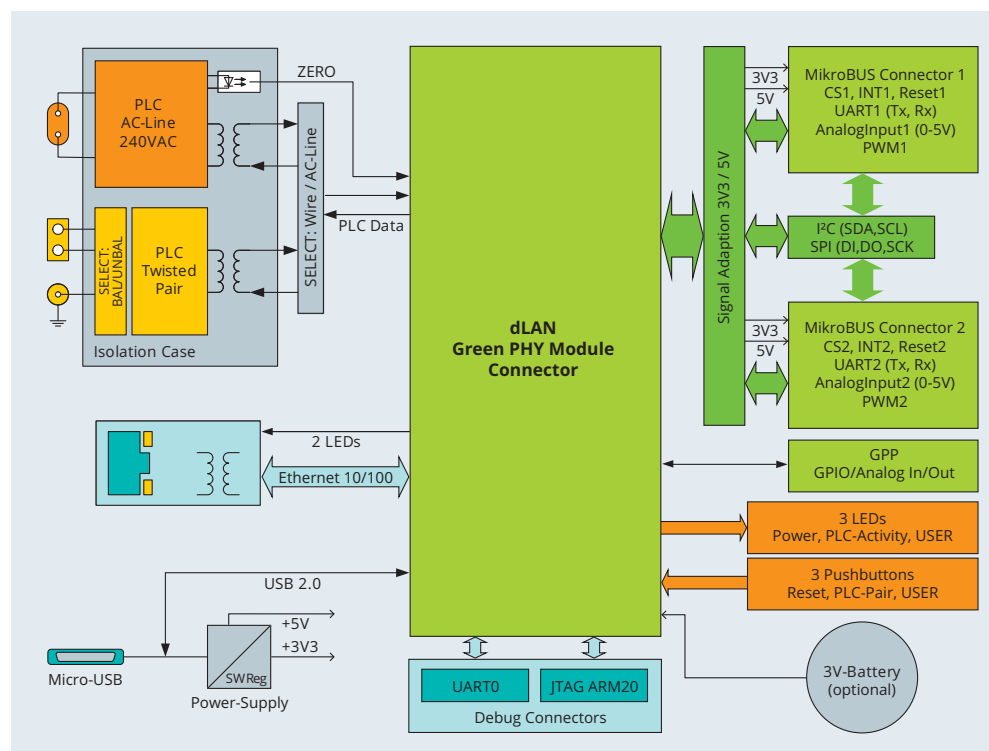 ZERO
PLC
AC-Line
240VAC
SELECT: Wire / AC-Line
PLC Data
SELECT:
BAL/UNBAL
PLC
Twisted
Pair
Isolation Case
dLAN
Green PHY Module
Connector
Signal Adaption 3V3 / 5V
3V3
5V
MikroBUS Connector 1
CS1, INT1, Reset1
UART1 (Tx, Rx)
AnalogInput1 (0-5V)
PWM1
I²C (SDA,SCL)
SPI (DI,DO,SCK
3V3
5V
MikroBUS Connector 2
CS2, INT2, Reset2
UART2 (Tx, Rx)
AnalogInput2 (0-5V)
PWM2
2 LEDs
Ethernet 10/100
GPP
GPIO/Analog In/Out
3 LEDs
Power, PLC-Activity, USER
3 Pushbuttons
Reset, PLC-Pair, USER
USB 2.0
+5V
+3V3
SWReg
Micro-USB
Power-Supply
UART0
JTAG ARM20
Debug Connectors
3V-Battery
(optional)